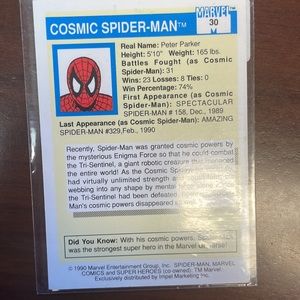 COSMIC SPIDER-MAN™
MARVEL
30
Real Name: Peter Parker
Height: 5'10" Weight: 165 lbs.
Battles Fought (as Cosmic
Spider-Man): 31
Wins: 23 Losses: 8 Ties: 0
Win Percentage: 74%
First Appearance (as Cosmic
Spider-Man): SPECTACULAR
SPIDER-MAN # 158, Dec., 1989
Last Appearance (as Cosmic Spider-Man): AMAZING
SPIDER-MAN #329, Feb., 1990
Recently, Spider-Man was granted cosmic powers by
the mysterious Enigma Force so that he could combat
the Tri-Sentinel, a giant robotic creature that
the entire world! As the Cosmic Spider-
had virtually unlimited strength and
webbing into any shape by mental
defeated the Tri-Sentinel,
Man's cosmic powers disappeared
Did You Know: With his cosmic powers,
was the strongest super hero in the Marvel Universe!
© 1990 Marvel Entertainment Group, Inc. SPIDER-MAN, MARVEL
COMICS and SUPER HEROES (co-owned): TM Marvel.
Exclusively distributed by Impel Marketing Inc.